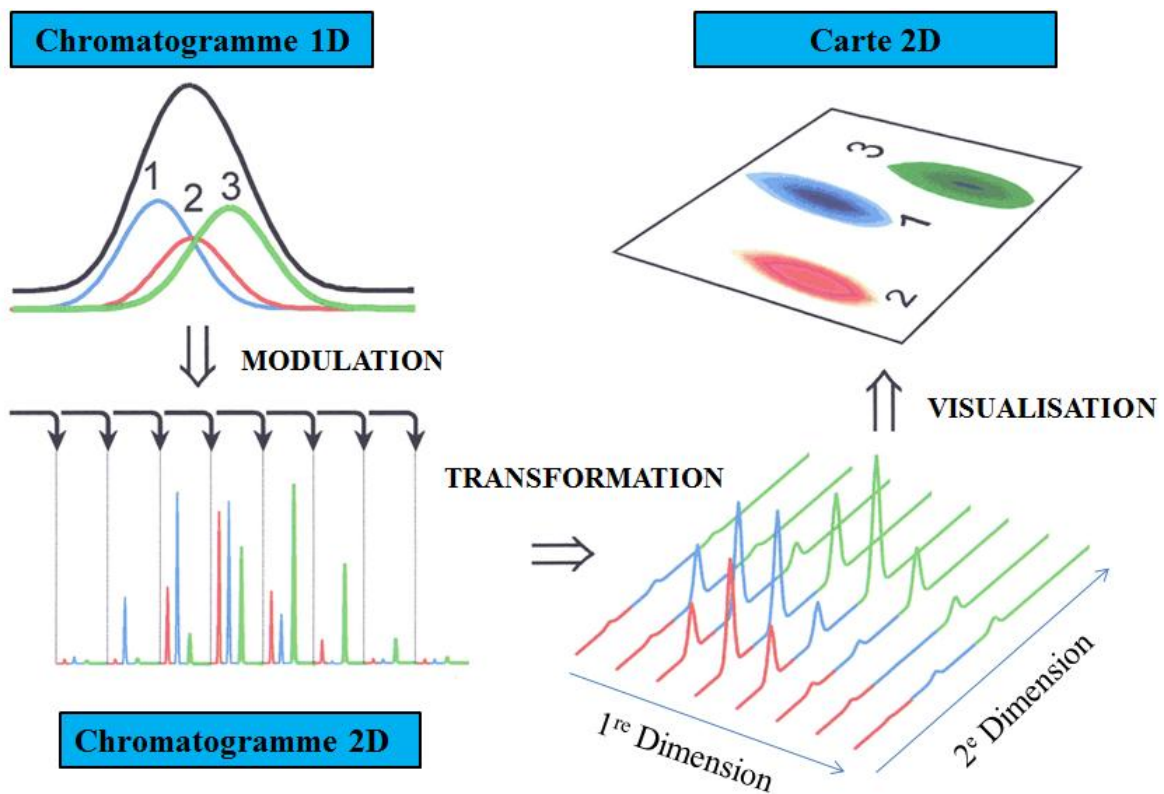 Chromatogramme 1D
Carte 2D
1
2
3
3
1
2
MODULATION
VISUALISATION
TRANSFORMATION
1re Dimension
2e Dimension
Chromatogramme 2D